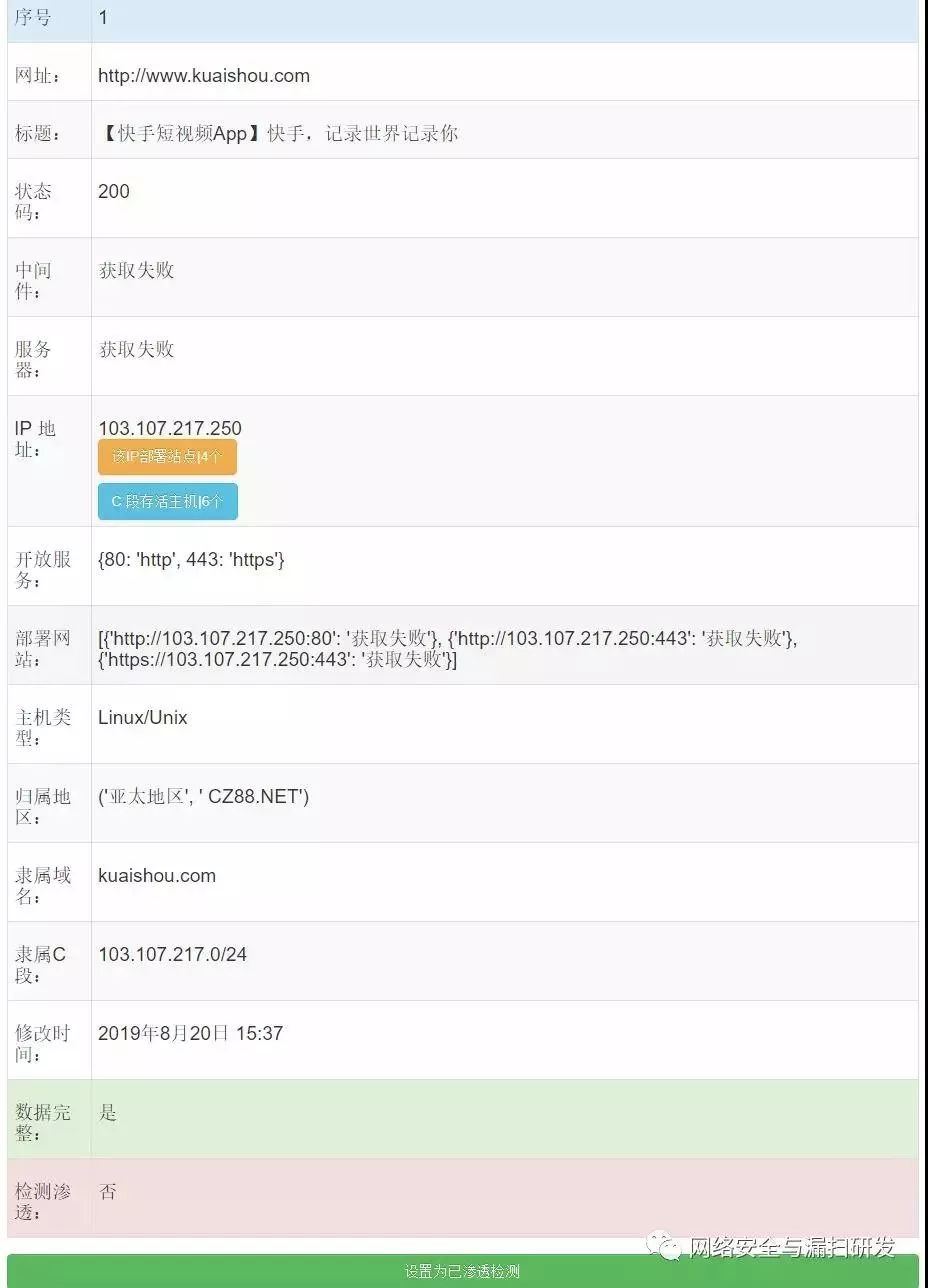 序号 1
网址： http://www.kuaishou.com
标题： 【快手短视频App】快手，记录世界记录你
状态 200
码：
中间 获取失败
件：
服务 获取失败
器：
IP 地 103.107.217.250
址：
该IP部署站点|4个
C 段存活主机|6个
开放服 {80: 'http', 443: 'https'}
务：
部署网 [{'http://103.107.217.250:80': '获取失败'}, {'http://103.107.217.250:443': '获取失败'},
站： {'https://103.107.217.250:443': '获取失败'}]
主机类 Linux/Unix
型：
归属地 ('亚太地区', ' CZ88.NET')
区：
隶属域 kuaishou.com
名：
隶属C 103.107.217.0/24
段：
修改时 2019年8月20日 15:37
间：
数据完 是
整：
检测渗 否
透：
网络安全与漏扫研发
设置为已渗透检测